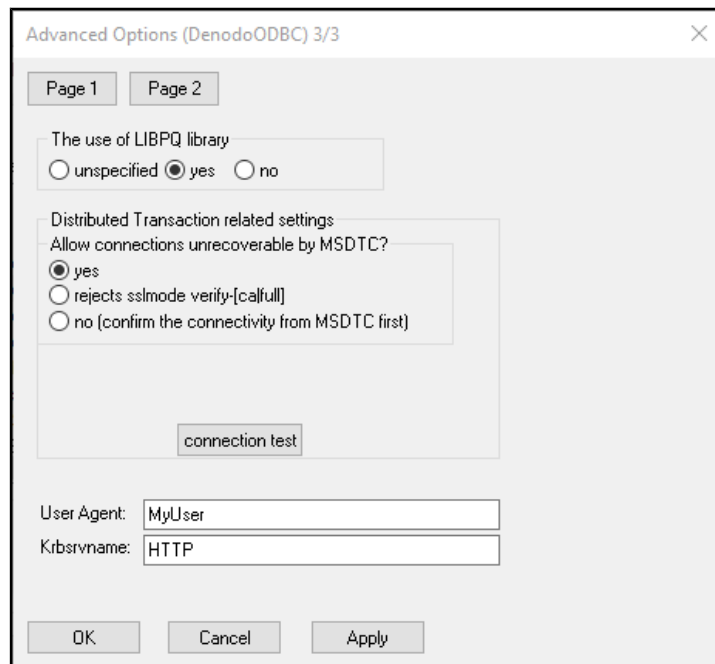 Advanced Options (DenodoODBC) 3/3
Page 1 Page 2
The use of LIBPQ library
unspecified yes no
Distributed Transaction related settings
Allow connections unrecoverable by MSDTC?
yes
rejects sslmode verify-[ca|full]
no (confirm the connectivity from MSDTC first)
connection test
User Agent: MyUser
Krbsrvname: HTTP
OK Cancel Apply